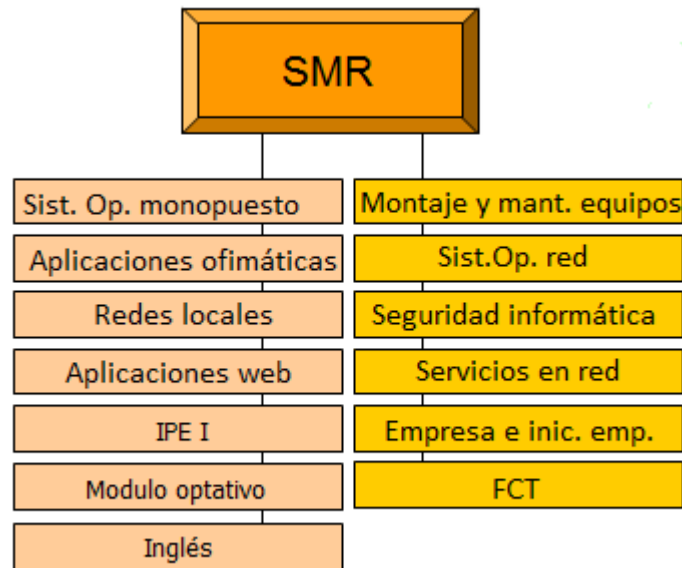 SMR
Sist. Op. monopuesto
Aplicaciones ofimáticas
Redes locales
Aplicaciones web
IPE I
Modulo optativo
Inglés
Montaje y mant. equipos
Sist.Op. red
Seguridad informática
Servicios en red
Empresa e inic. emp.
FCT